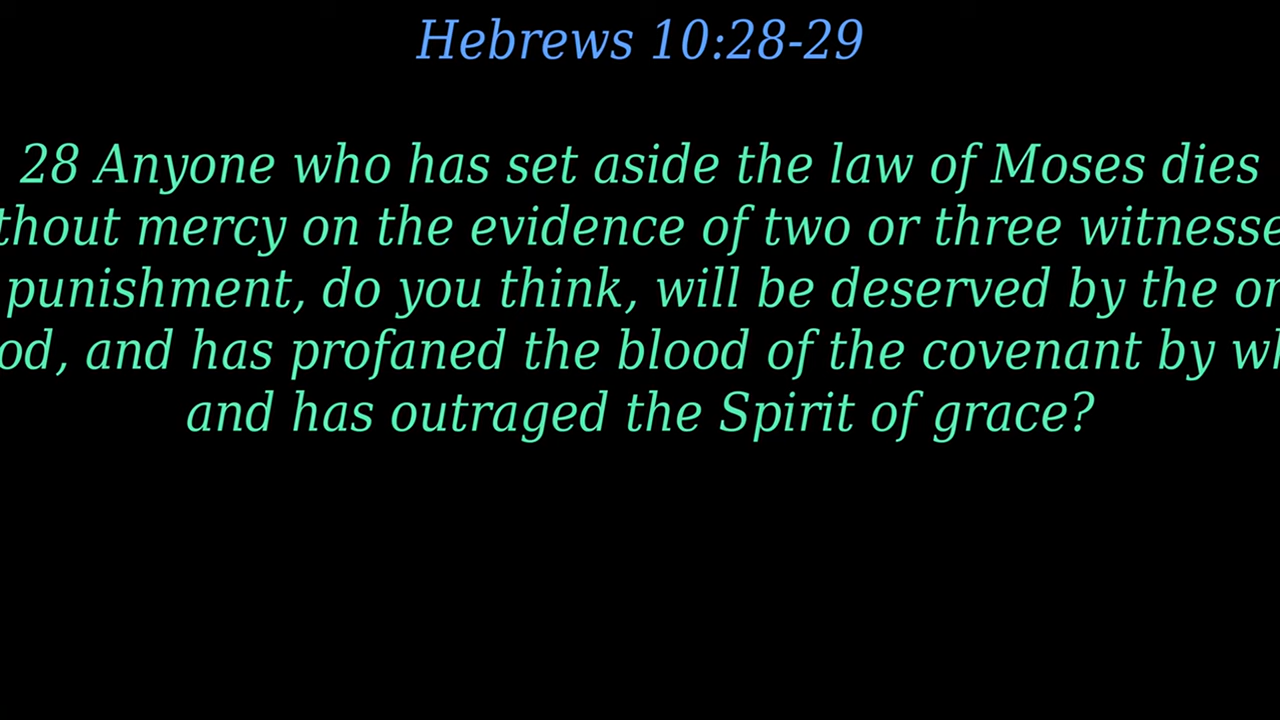 Hebrews 10:28-29
28 Anyone who has set aside the law of Moses dies
thout mercy on the evidence of two or three witnesse
punishment, do you think, will be deserved by the on
od, and has profaned the blood of the covenant by wh
and has outraged the Spirit of grace?